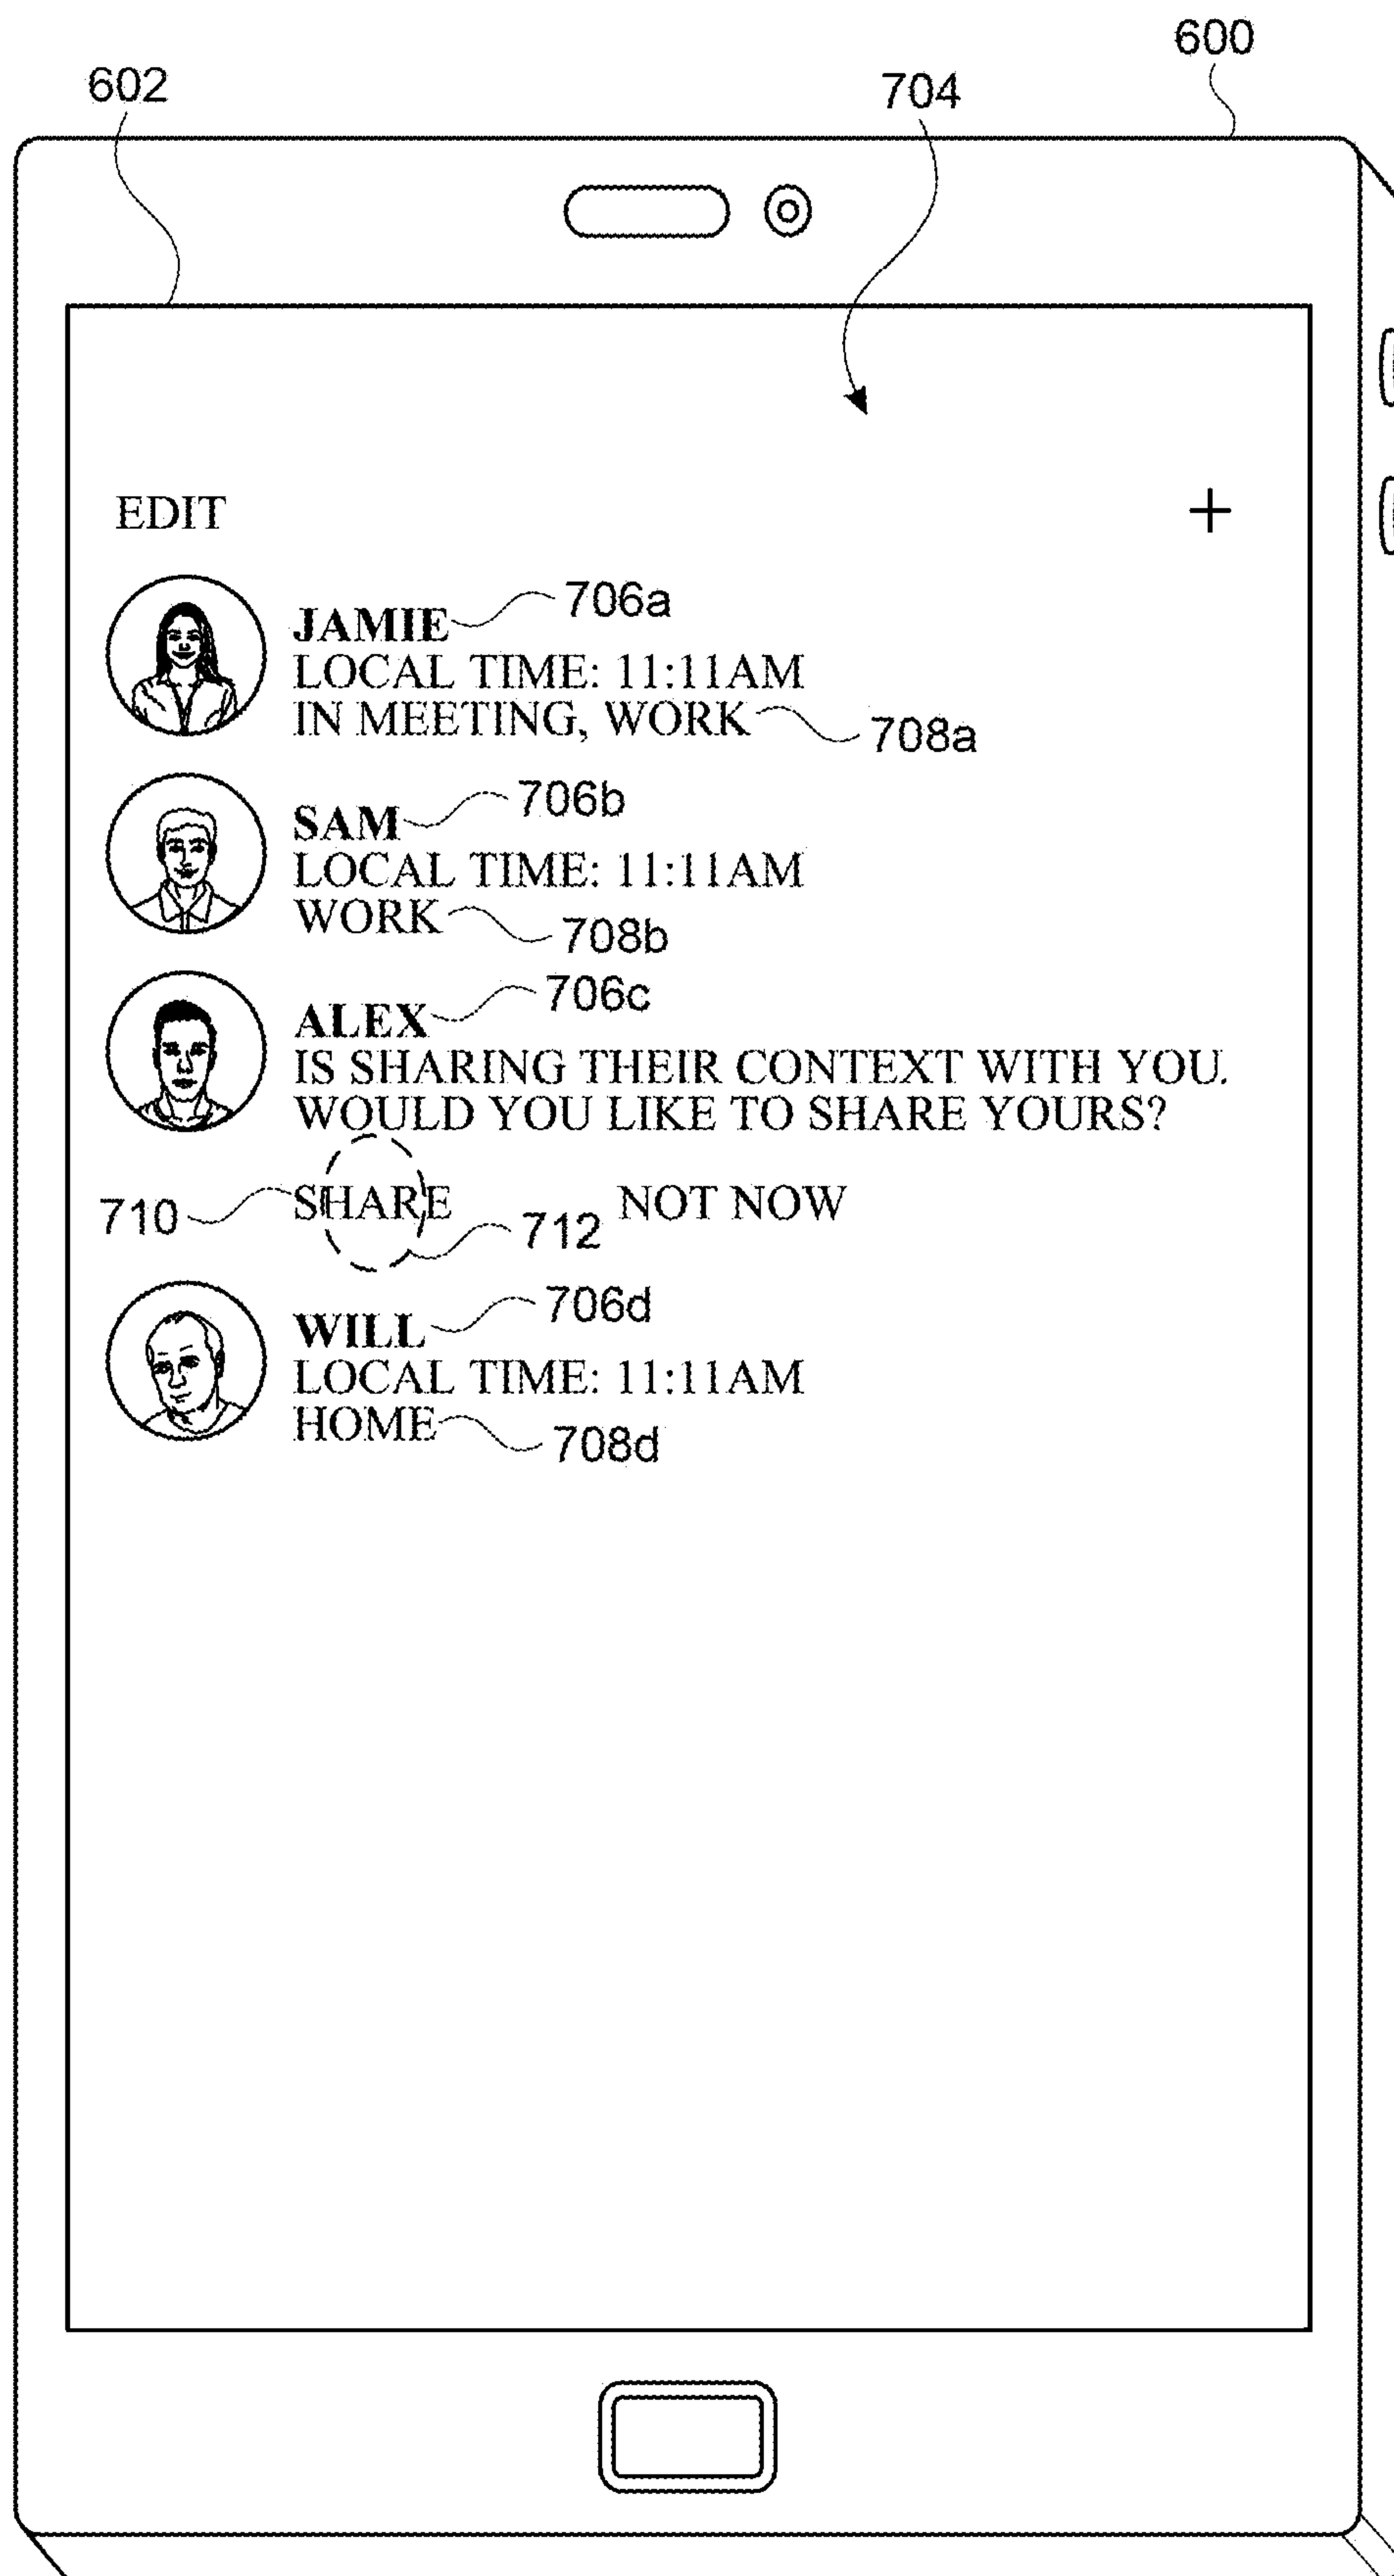 600
602
704
EDIT +
JAMIE 706a
LOCAL TIME: 11:11AM
IN MEETING, WORK 708a
SAM 706b
LOCAL TIME: 11:11AM
WORK 708b
ALEX 706c
IS SHARING THEIR CONTEXT WITH YOU.
WOULD YOU LIKE TO SHARE YOURS?
710 SHARE 712 NOT NOW
WILL 706d
LOCAL TIME: 11:11AM
HOME 708d